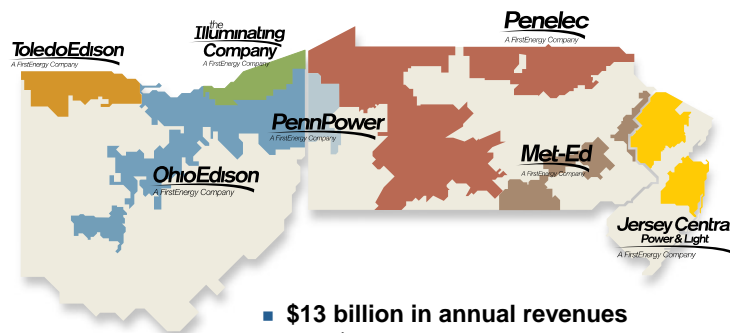 Penelec
A FirstEnergy Company
the
Illuminating
Company
A FirstEnergy Company
ToledoEdison
A FirstEnergy Company
PennPower
A FirstEnergy Company
Met-Ed
A FirstEnergy Company
OhioEdison
A FirstEnergy Company
Jersey Central
Power & Light
A FirstEnergy Company
$13 billion in annual revenues